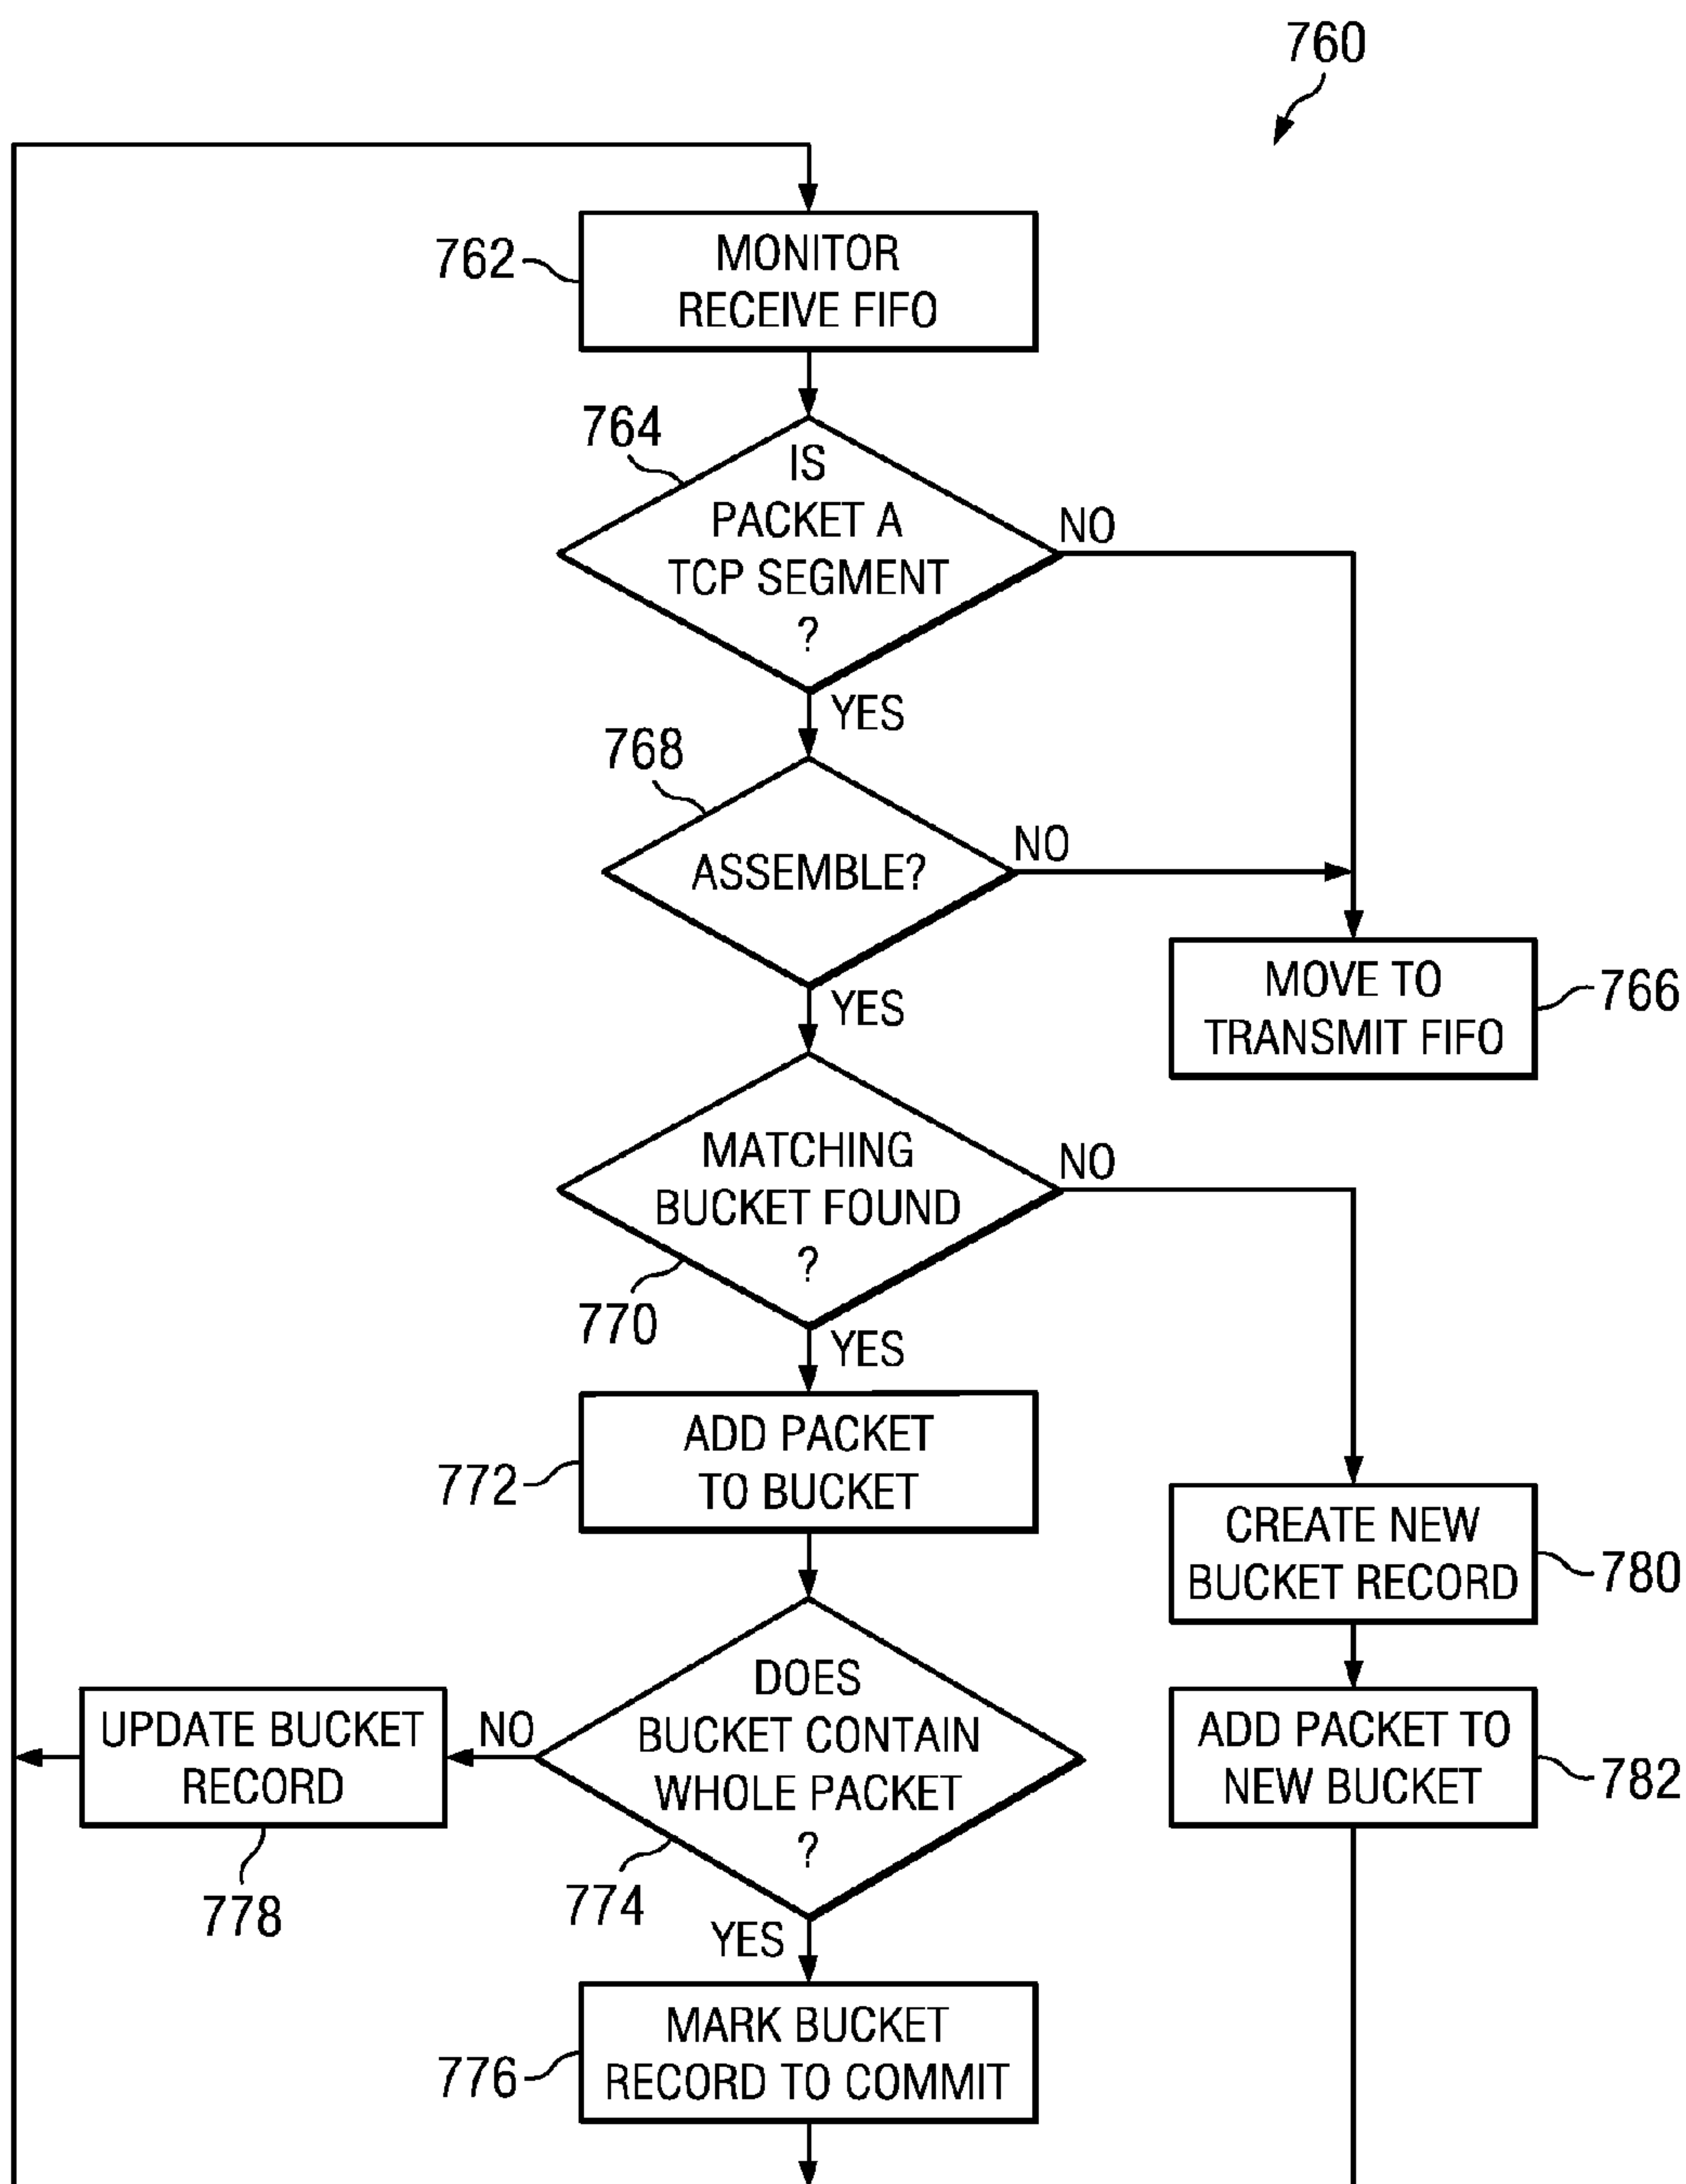 760
762
MONITOR
RECEIVE FIFO
764
IS
PACKET A
TCP SEGMENT
?
NO
YES
768
ASSEMBLE?
NO
YES
MOVE TO
TRANSMIT FIFO
766
MATCHING
BUCKET FOUND
?
NO
770
YES
772
ADD PACKET
TO BUCKET
CREATE NEW
BUCKET RECORD
780
DOES
BUCKET CONTAIN
WHOLE PACKET
?
NO
774
UPDATE BUCKET
RECORD
778
ADD PACKET TO
NEW BUCKET
782
YES
776
MARK BUCKET
RECORD TO COMMIT